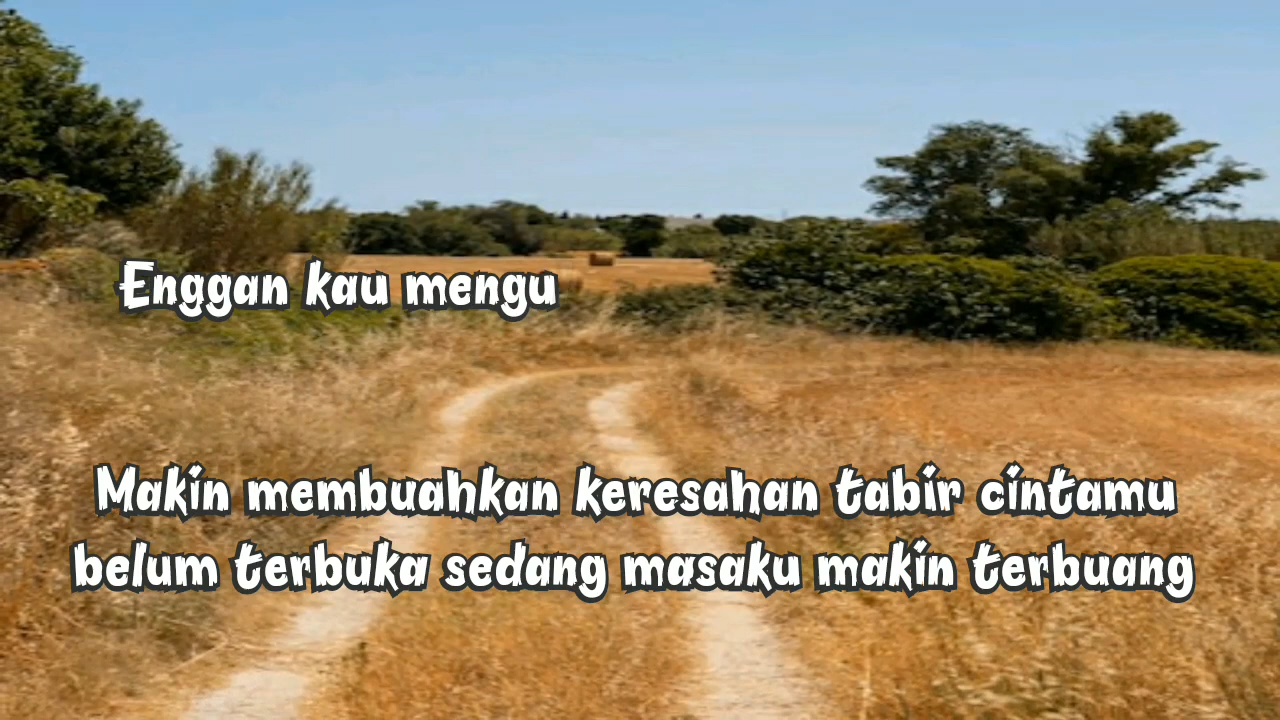 Enggan kau mengu
Makin membuahkan keresahan tabir cintamu
belum terbuka sedang masaku makin terbuang